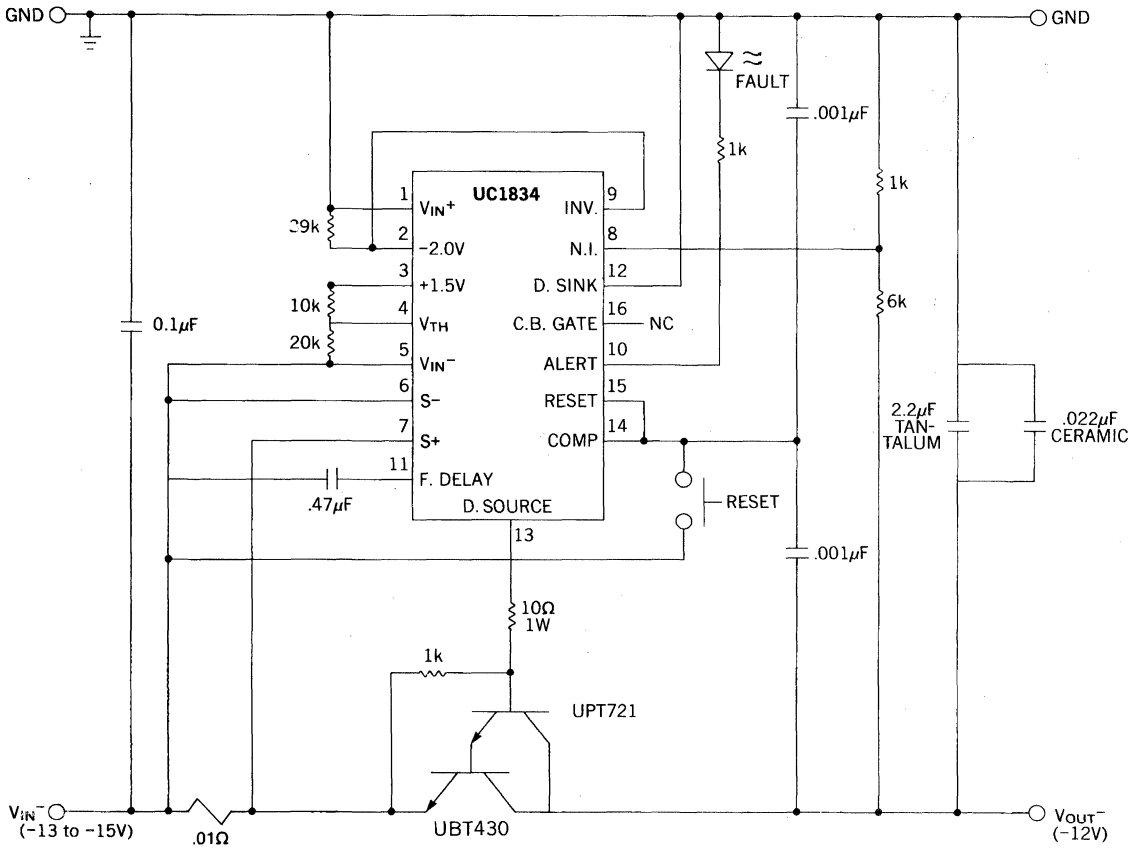 GND
GND
FAULT
.001µF
1k
1k
UC1834
1
VIN+
9
INV.
39k
2
-2.0V
8
N.I.
3
+1.5V
12
D. SINK
10k
4
VTH
16
C.B. GATE
NC
6k
0.1µF
20k
5
VIN-
10
ALERT
6
S-
15
RESET
7
S+
14
COMP
2.2µF
TAN-
TALUM
.022µF
CERAMIC
11
F. DELAY
.47µF
D. SOURCE
13
RESET
.001µF
10Ω
1W
1k
UPT721
VIN-
(-13 to -15V)
.01Ω
UBT430
VOUT-
(-12V)